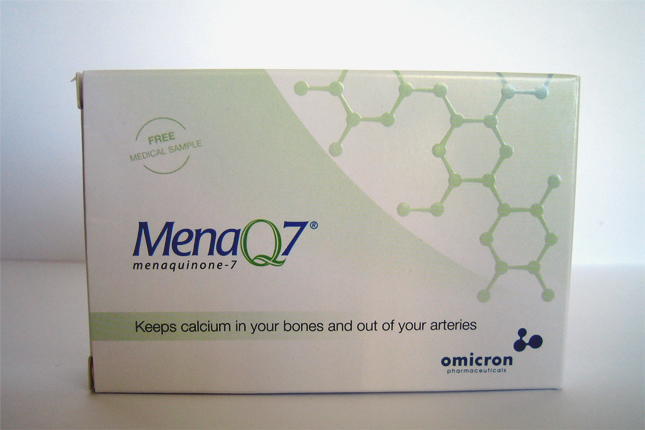 FREE
MEDICAL SAMPLE
MenaQ7®
menaquinone-7
Keeps calcium in your bones and out of your arteries
omicron
pharmaceuticals